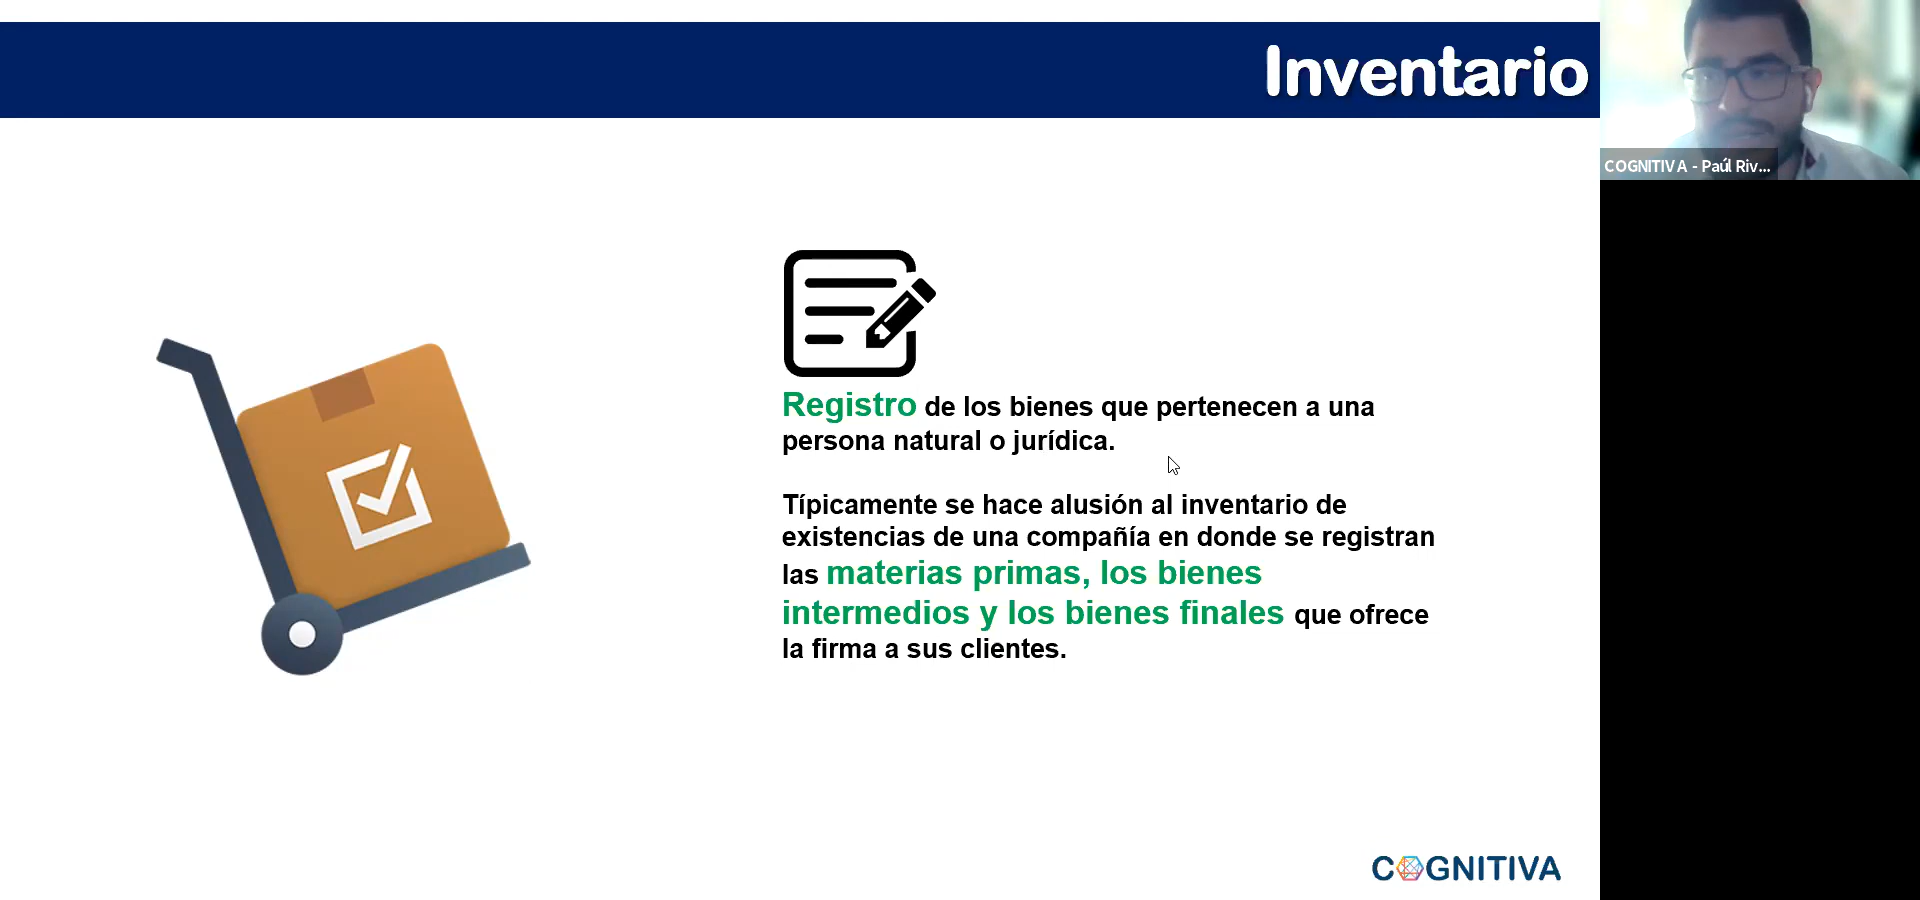 Inventario
COGNITIVA - Paúl Riv...
Registro de los bienes que pertenecen a una
persona natural o jurídica.
Típicamente se hace alusión al inventario de
existencias de una compañía en donde se registran
las materias primas, los bienes
intermedios y los bienes finales que ofrece
la firma a sus clientes.
COGNITIVA